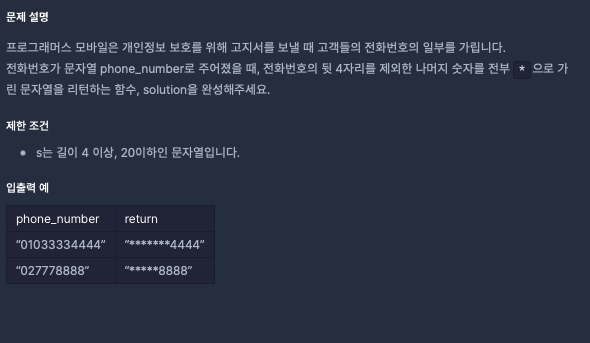 문제 설명
프로그래머스 모바일은 개인정보 보호를 위해 고지서를 보낼 때 고객들의 전화번호의 일부를 가립니다.
전화번호가 문자열 phone_number로 주어졌을 때, 전화번호의 뒷 4자리를 제외한 나머지 숫자를 전부 * 으로 가
린 문자열을 리턴하는 함수, solution을 완성해주세요.
제한 조건
• s는 길이 4 이상, 20이하인 문자열입니다.
입출력 예
phone_number return
“01033334444” “*******4444”
“027778888” “*****8888”